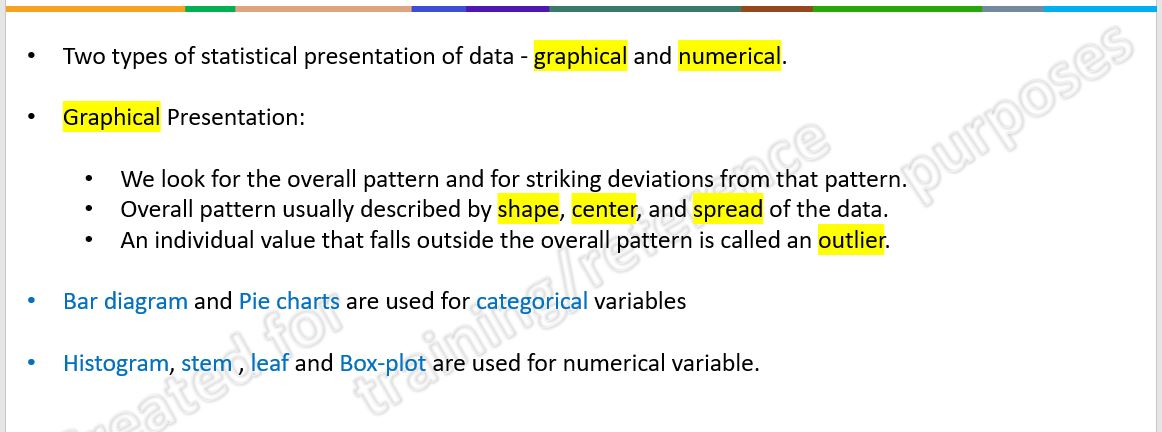 • Two types of statistical presentation of data - graphical and numerical.
• Graphical Presentation:
• We look for the overall pattern and for striking deviations from that pattern.
• Overall pattern usually described by shape, center, and spread of the data.
• An individual value that falls outside the overall pattern is called an outlier.
• Bar diagram and Pie charts are used for categorical variables
• Histogram, stem , leaf and Box-plot are used for numerical variable.
Created for training/reference purposes